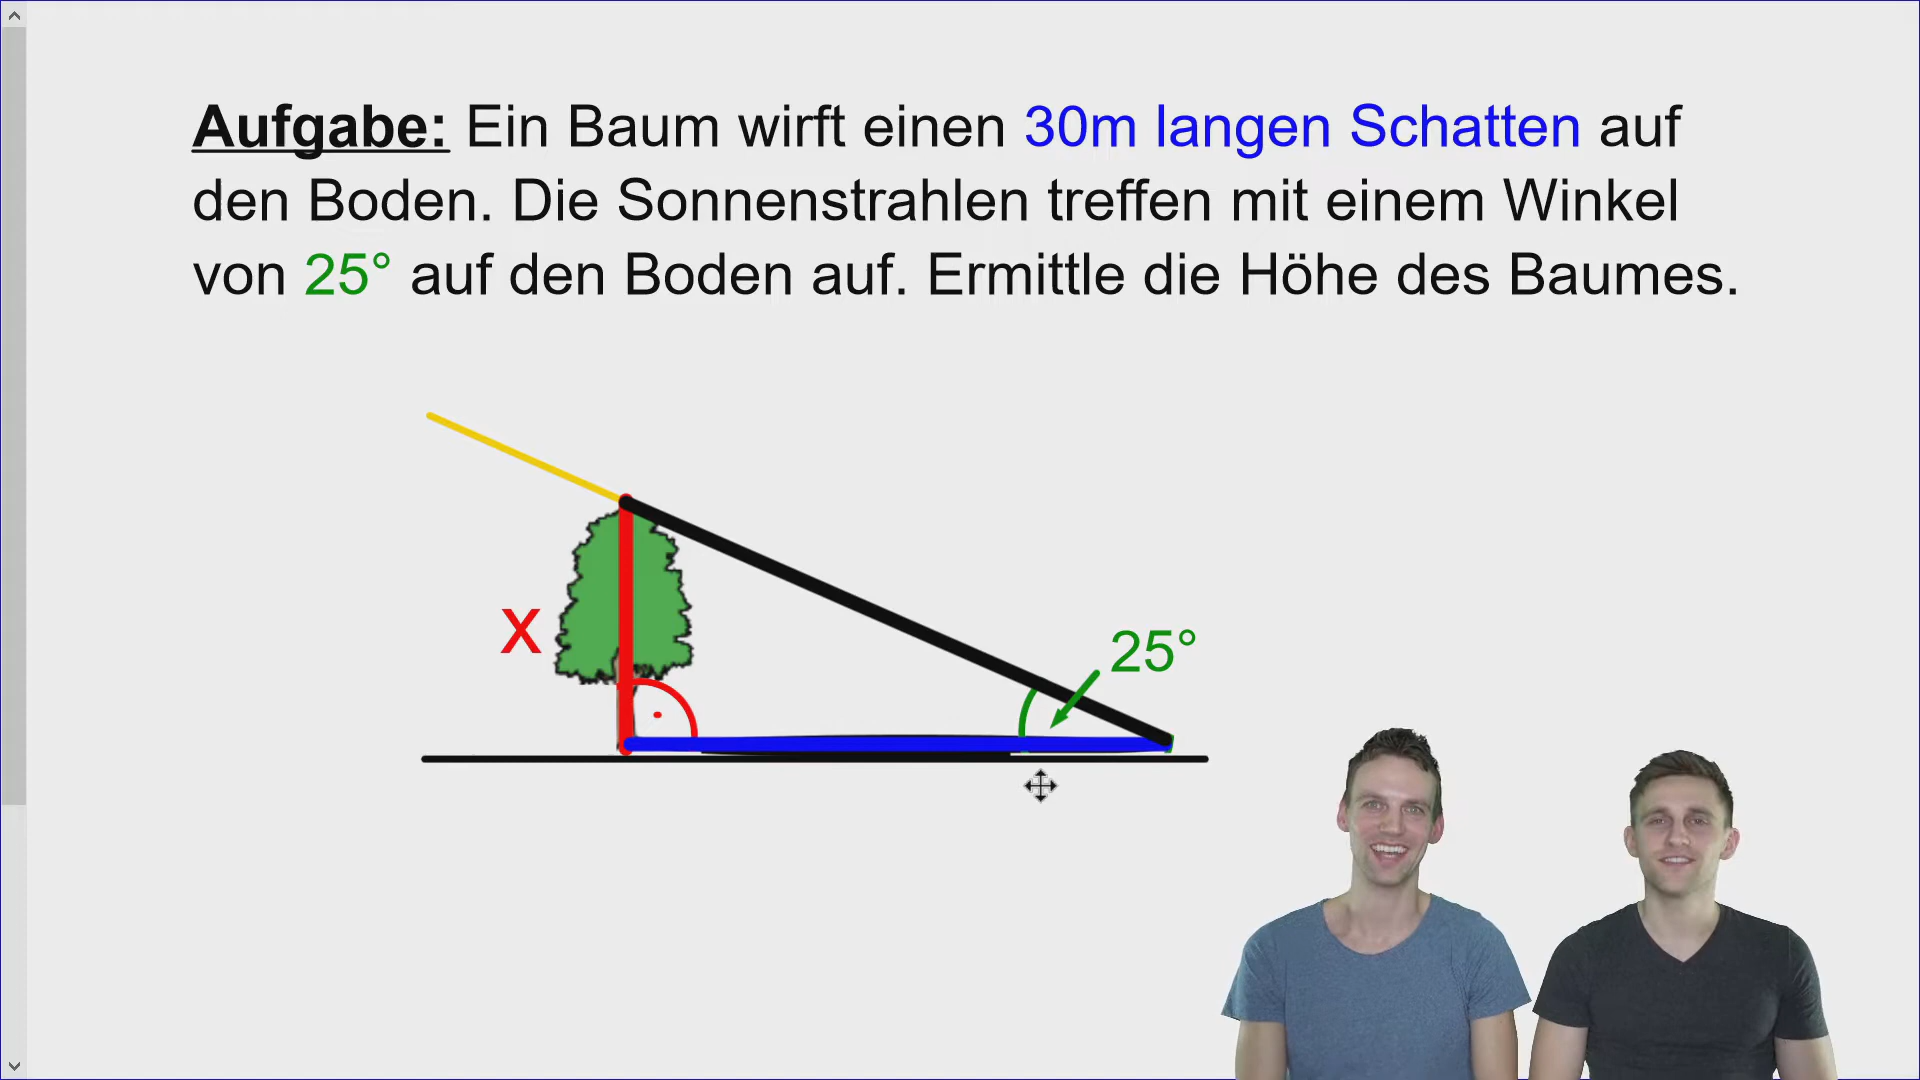 Aufgabe: Ein Baum wirft einen 30m langen Schatten auf
den Boden. Die Sonnenstrahlen treffen mit einem Winkel
von 25° auf den Boden auf. Ermittle die Höhe des Baumes.
x
25°